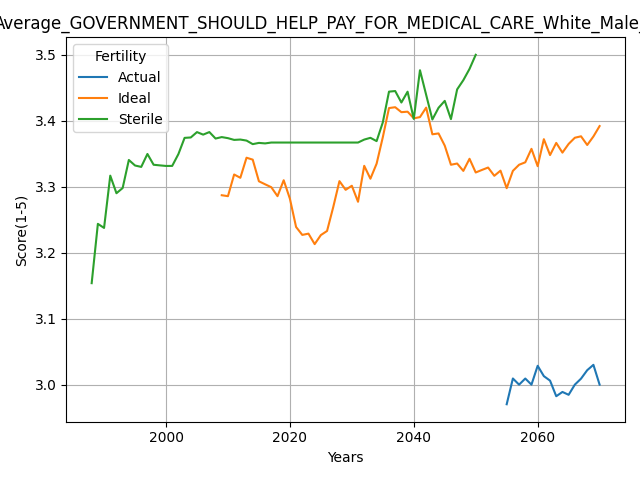 Average_GOVERNMENT_SHOULD_HELP_PAY_FOR_MEDICAL_CARE_White_Male_
Fertility
Actual
Ideal
Sterile
Score(1-5)
3.5
3.4
3.3
3.2
3.1
3.0
2000
2020
2040
2060
Years